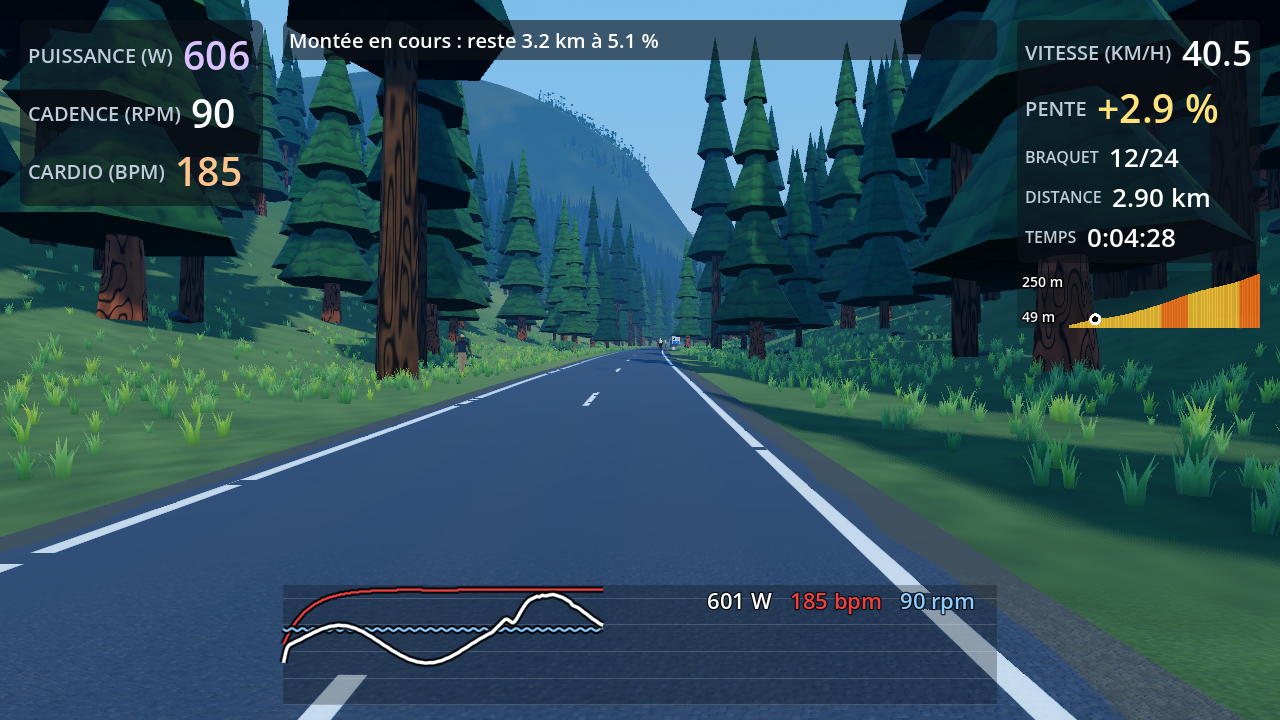 PUISSANCE (W) 606
CADENCE (RPM) 90
CARDIO (BPM) 185
Montée en cours : reste 3.2 km à 5.1 %
VITESSE (KM/H) 40.5
PENTE +2.9 %
BRAQUET 12/24
DISTANCE 2.90 km
TEMPS 0:04:28
250 m
49 m
601 W 185 bpm 90 rpm